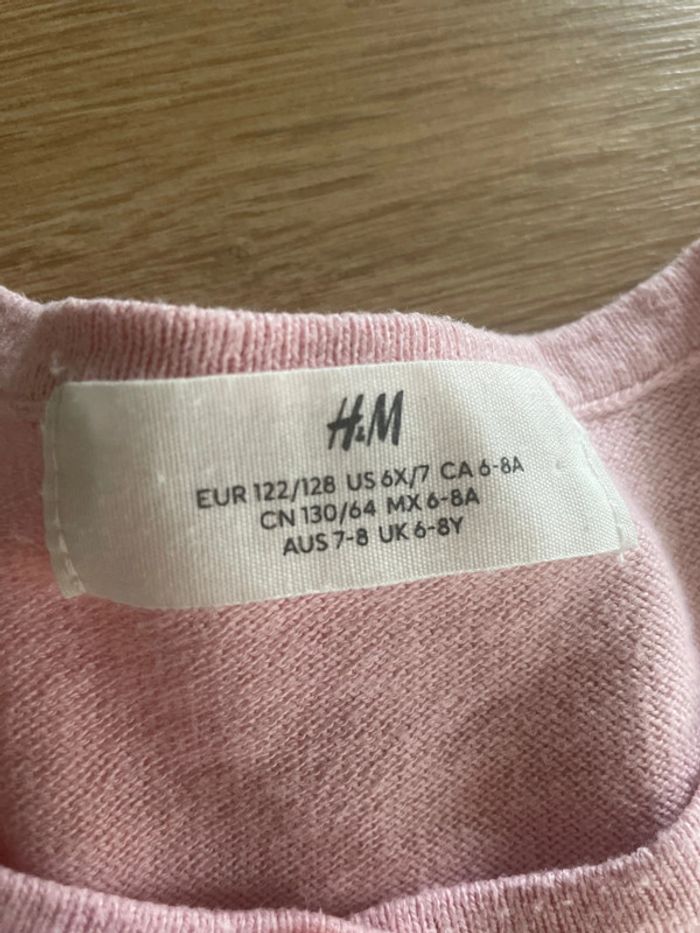 H&M
EUR 122/128 US 6X/7 CA 6-8A
CN 130/64 MX 6-8A
AUS 7-8 UK 6-8Y